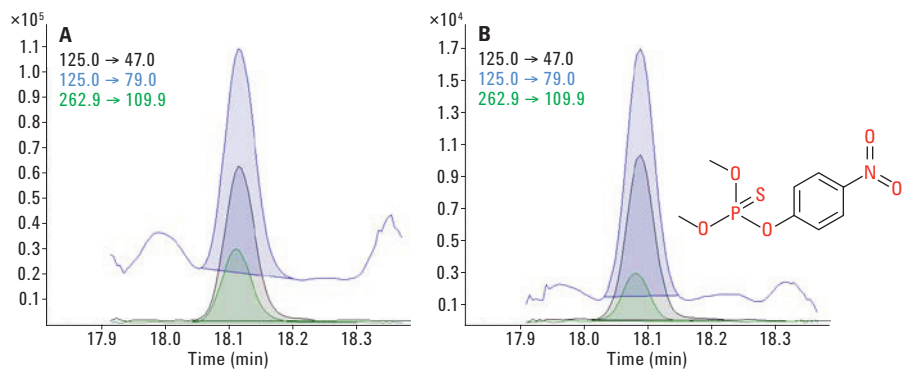 ×10⁵
A
125.0 → 47.0
125.0 → 79.0
262.9 → 109.9
1.1
1.0
0.9
0.8
0.7
0.6
0.5
0.4
0.3
0.2
0.1
17.9 18.0 18.1 18.2 18.3
Time (min)
×10⁴
B
125.0 → 47.0
125.0 → 79.0
262.9 → 109.9
1.7
1.5
1.3
1.1
0.9
0.7
0.5
0.3
0.1
17.9 18.0 18.1 18.2 18.3
Time (min)
O
N
O
O
S
P
O
O